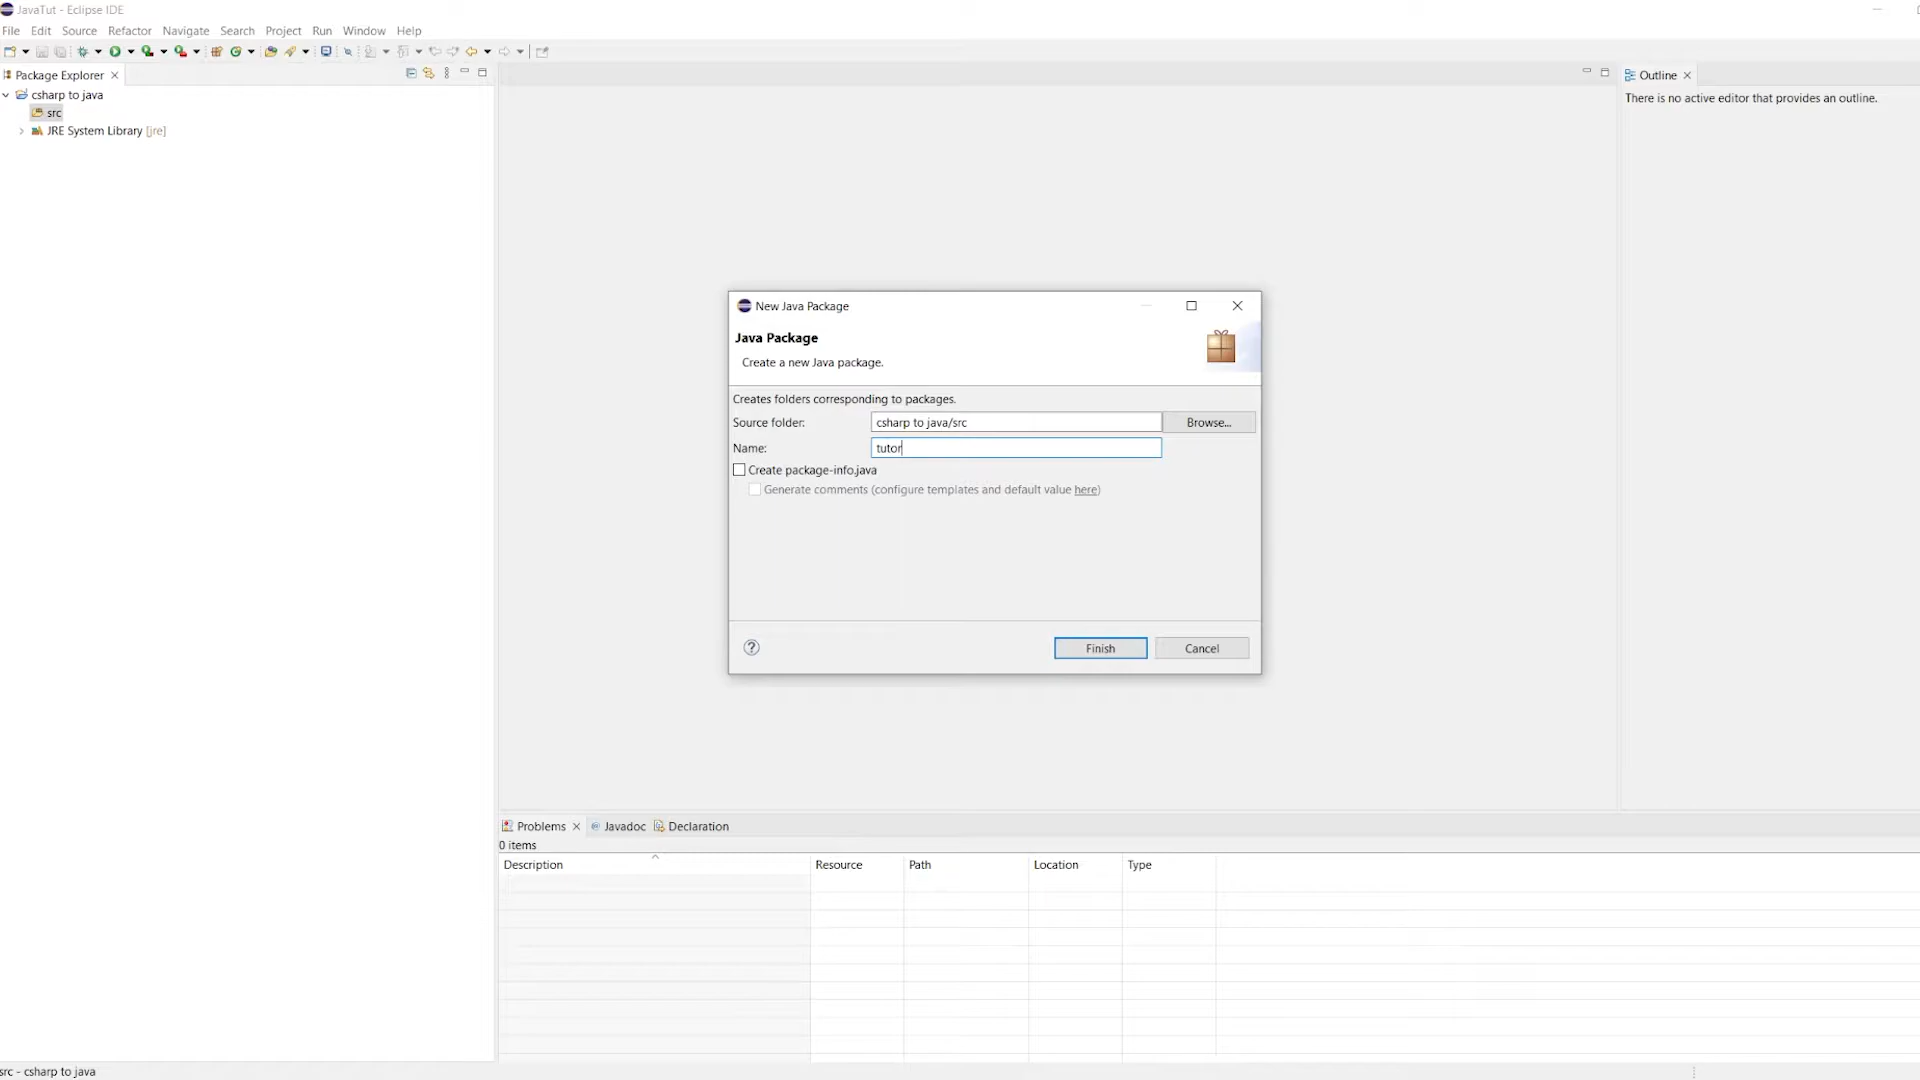 JavaTut - Eclipse IDE
File Edit Source Refactor Navigate Search Project Run Window Help
Package Explorer
Outline
csharp to java
There is no active editor that provides an outline.
src
JRE System Library [jre]
New Java Package
Java Package
Create a new Java package.
Creates folders corresponding to packages.
Source folder: csharp to java/src Browse...
Name: tutor
Create package-info.java
Generate comments (configure templates and default value here)
? Finish Cancel
Problems Javadoc Declaration
0 items
Description Resource Path Location Type
src - csharp to java